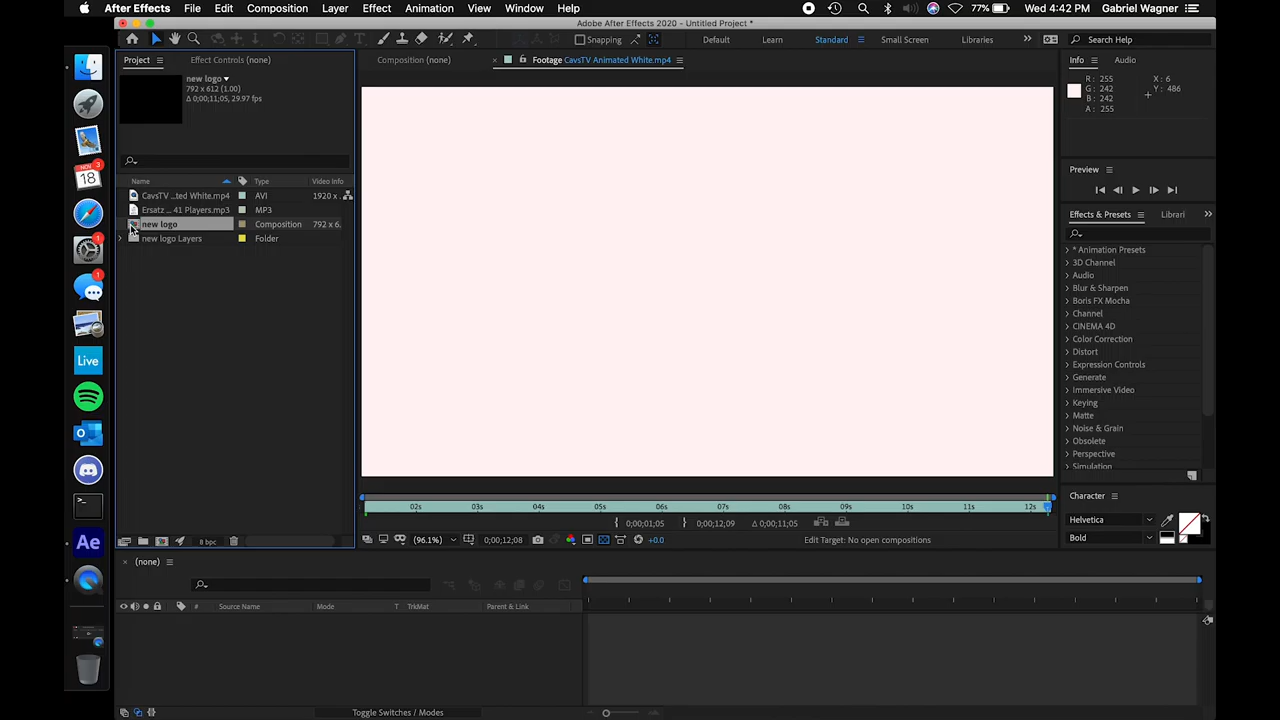 After Effects File Edit Composition Layer Effect Animation View Window Help 77% Wed 4:42 PM Gabriel Wagner
Adobe After Effects 2020 - Untitled Project *
Snapping Default Learn Standard Small Screen Libraries Search Help
Project Effect Controls (none) Composition (none) Footage CavsTV Animated White.mp4 Info Audio
new logo
792 x 612 (1.00)
Δ 0;00;11;05, 29.97 fps
R : 255 X : 6
G : 242 Y : 486
B : 242
A : 255
Preview
Name Type Video Info
CavsTV ...ted White.mp4 AVI 1920 x
Ersatz ... 41 Players.mp3 MP3
new logo Composition 792 x 6
new logo Layers Folder
Effects & Presets Librari
* Animation Presets
3D Channel
Audio
Blur & Sharpen
Boris FX Mocha
Channel
CINEMA 4D
Color Correction
Distort
Expression Controls
Generate
Immersive Video
Keying
Matte
Noise & Grain
Obsolete
Perspective
Simulation
NOV
18
3
1
1
Live
Ae
02s 03s 04s 05s 06s 07s 08s 09s 10s 11s 12s
0;00;01;05 0;00;12;09 Δ 0;00;11;05
8 bpc (96.1%) 0;00;12;08 +0.0 Edit Target: No open compositions
Character
Helvetica
Bold
(none)
# Source Name Mode T TrkMat Parent & Link
Toggle Switches / Modes